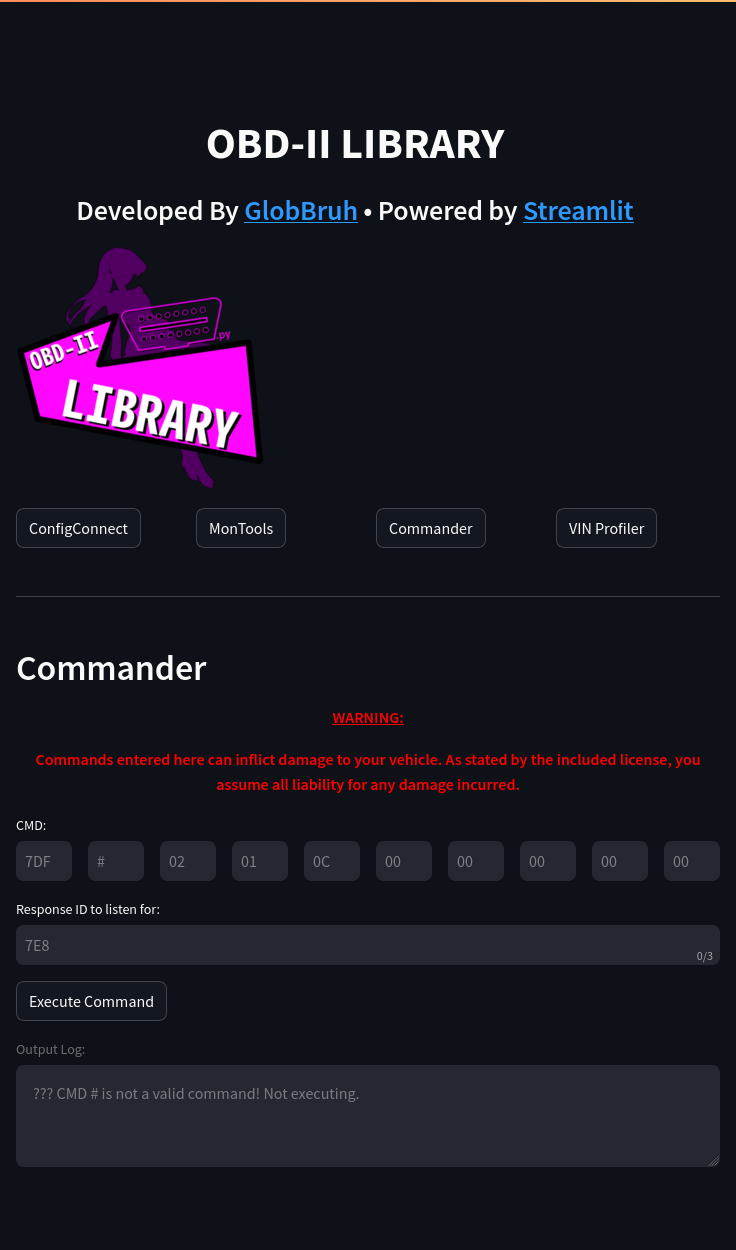 OBD-II LIBRARY
Developed By GlobBruh • Powered by Streamlit
.py
OBD-II
LIBRARY
ConfigConnect MonTools Commander VIN Profiler
Commander
WARNING:
Commands entered here can inflict damage to your vehicle. As stated by the included license, you
assume all liability for any damage incurred.
CMD:
7DF # 02 01 0C 00 00 00 00 00
Response ID to listen for:
7E8
0/3
Execute Command
Output Log:
??? CMD # is not a valid command! Not executing.